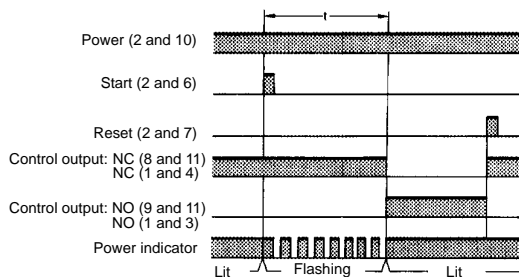 t
Power (2 and 10)
Start (2 and 6)
Reset (2 and 7)
Control output: NC (8 and 11)
NC (1 and 4)
Control output: NO (9 and 11)
NO (1 and 3)
Power indicator
Lit Flashing Lit